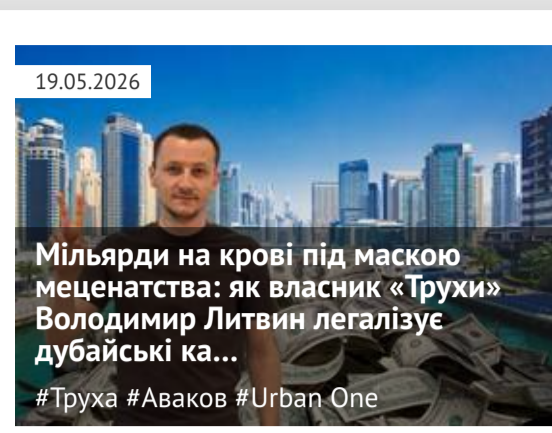 19.05.2026
Мільярди на крові під маскою
меценатства: як власник «Трухи»
Володимир Литвин легалізує
дубайські ка...
#Труха #Аваков #Urban One